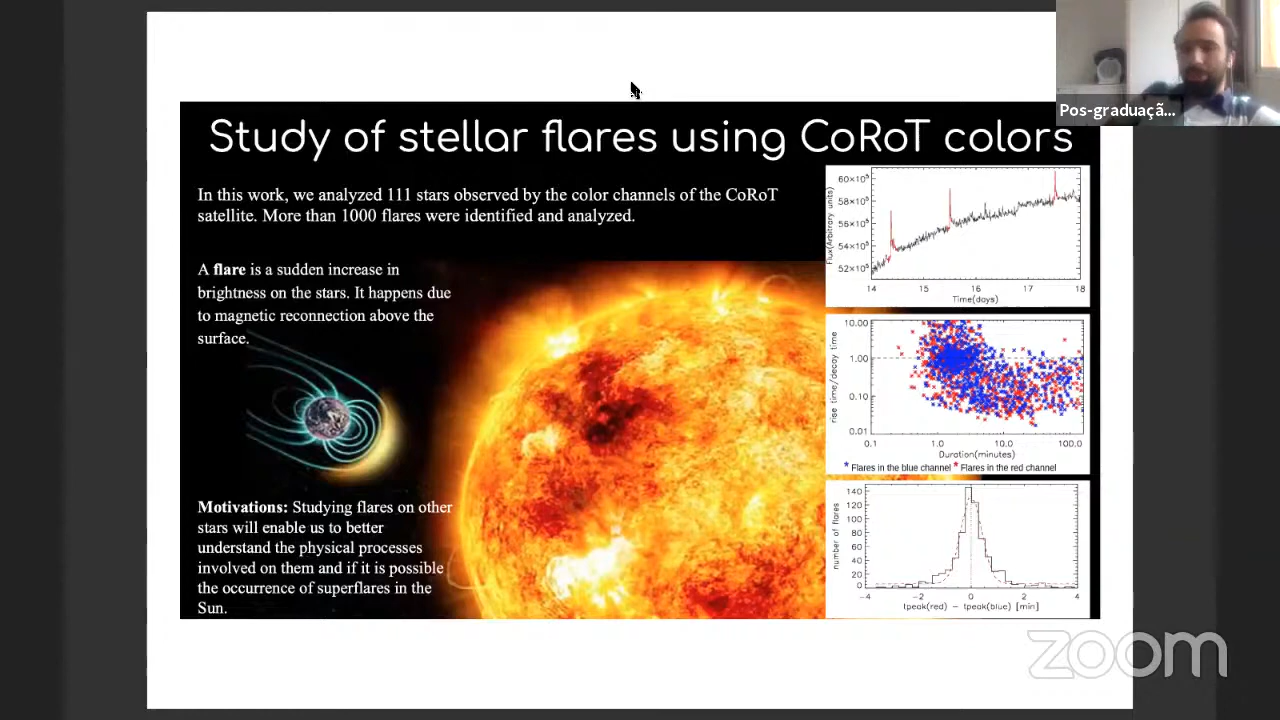 Pos-graduaçã...
Study of stellar flares using CoRoT colors
In this work, we analyzed 111 stars observed by the color channels of the CoRoT
satellite. More than 1000 flares were identified and analyzed.
A flare is a sudden increase in
brightness on the stars. It happens due
to magnetic reconnection above the
surface.
Motivations: Studying flares on other
stars will enable us to better
understand the physical processes
involved on them and if it is possible
the occurrence of superflares in the
Sun.
Flux(Arbitrary units)
60×10⁵
58×10⁵
56×10⁵
54×10⁵
52×10⁵
14 15 16 17 18
Time(days)
rise time/decay time
10.00
1.00
0.10
0.01
0.1 1.0 10.0 100.0
Duration(minutes)
* Flares in the blue channel * Flares in the red channel
number of flares
140
120
100
80
60
40
20
0
−4 −2 0 2 4
tpeak(red) − tpeak(blue) [min]
zoom